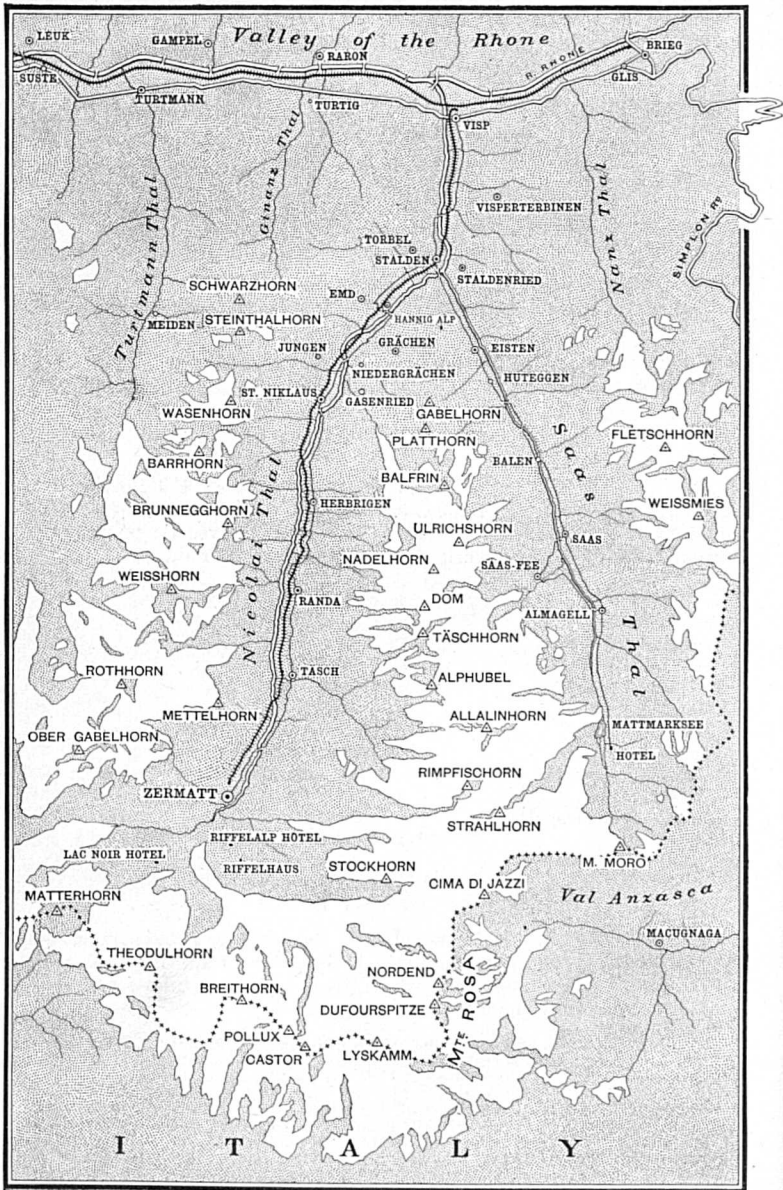 LEUK
GAMPEL
Valley of the Rhone
RARON
R. RHONE
BRIEG
SUSTE
GLIS
TURTMANN
TURTIG
VISP
Ginanz Thal
Turtmann Thal
Nanz Thal
SIMPLON RD
VISPERTERBINEN
TORBEL
STALDEN
STALDENRIED
SCHWARZHORN
EMD
HANNIG ALP
MEIDEN
STEINTHALHORN
JUNGEN
GRÄCHEN
EISTEN
NIEDERGRÄCHEN
HUTEGGEN
ST. NIKLAUS
GASENRIED
WASENHORN
GABELHORN
PLATTHORN
Saas Thal
FLETSCHHORN
BARRHORN
BALEN
BALFRIN
Nicolai Thal
BRUNNEGGHORN
HERBRIGEN
WEISSMIES
ULRICHSHORN
SAAS
NADELHORN
SAAS-FEE
WEISSHORN
RANDA
DOM
ALMAGELL
TÄSCHHORN
ROTHHORN
TASCH
ALPHUBEL
METTELHORN
ALLALINHORN
MATTMARKSEE
OBER GABELHORN
HOTEL
RIMPFISCHORN
ZERMATT
STRAHLHORN
RIFFELALP HÖTEL
LAC NOIR HOTEL
RIFFELHAUS
STOCKHORN
M. MORO
CIMA DI JAZZI
MATTERHORN
Val Anzasca
MACUGNAGA
THEODULHORN
NORDEND
BREITHORN
DUFOURSPITZE
MTE ROSA
POLLUX
CASTOR
LYSKAMM
ITALY